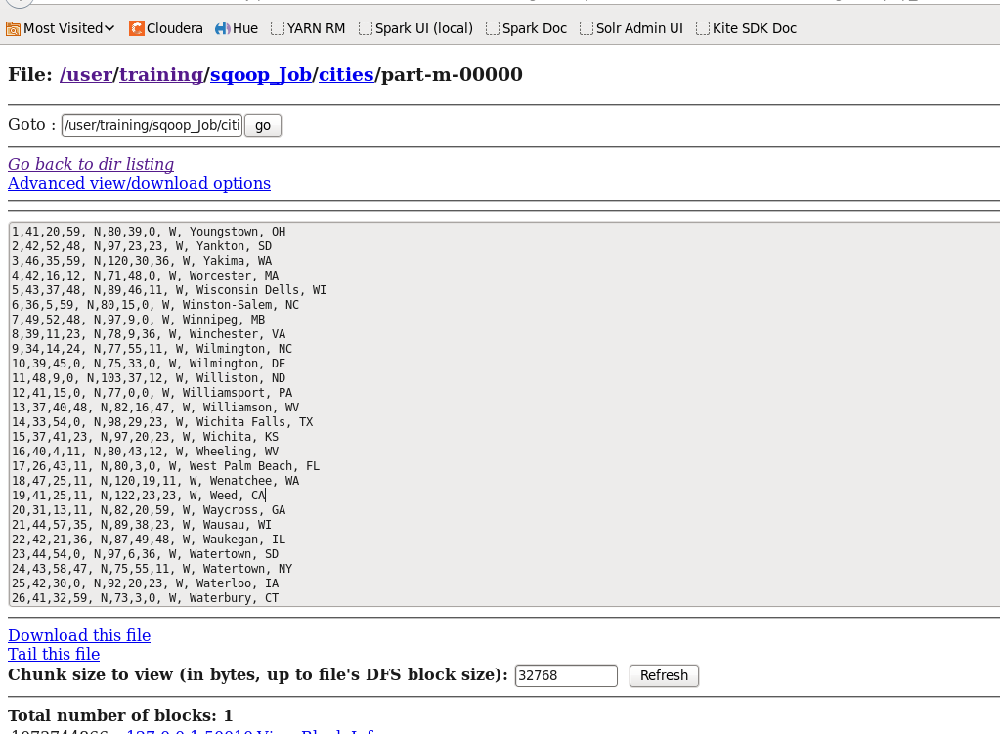 Most Visited Cloudera Hue YARN RM Spark UI (local) Spark Doc Solr Admin UI Kite SDK Doc
File: /user/training/sqoop_Job/cities/part-m-00000
Goto : /user/training/sqoop_Job/citi go
Go back to dir listing
Advanced view/download options
1,41,20,59, N,80,39,0, W, Youngstown, OH
2,42,52,48, N,97,23,23, W, Yankton, SD
3,46,35,59, N,120,30,36, W, Yakima, WA
4,42,16,12, N,71,48,0, W, Worcester, MA
5,43,37,48, N,89,46,11, W, Wisconsin Dells, WI
6,36,5,59, N,80,15,0, W, Winston-Salem, NC
7,49,52,48, N,97,9,0, W, Winnipeg, MB
8,39,11,23, N,78,9,36, W, Winchester, VA
9,34,14,24, N,77,55,11, W, Wilmington, NC
10,39,45,0, N,75,33,0, W, Wilmington, DE
11,48,9,0, N,103,37,12, W, Williston, ND
12,41,15,0, N,77,0,0, W, Williamsport, PA
13,37,40,48, N,82,16,47, W, Williamson, WV
14,33,54,0, N,98,29,23, W, Wichita Falls, TX
15,37,41,23, N,97,20,23, W, Wichita, KS
16,40,4,11, N,80,43,12, W, Wheeling, WV
17,26,43,11, N,80,3,0, W, West Palm Beach, FL
18,47,25,11, N,120,19,11, W, Wenatchee, WA
19,41,25,11, N,122,23,23, W, Weed, CA
20,31,13,11, N,82,20,59, W, Waycross, GA
21,44,57,35, N,89,38,23, W, Wausau, WI
22,42,21,36, N,87,49,48, W, Waukegan, IL
23,44,54,0, N,97,6,36, W, Watertown, SD
24,43,58,47, N,75,55,11, W, Watertown, NY
25,42,30,0, N,92,20,23, W, Waterloo, IA
26,41,32,59, N,73,3,0, W, Waterbury, CT
Download this file
Tail this file
Chunk size to view (in bytes, up to file's DFS block size): 32768 Refresh
Total number of blocks: 1